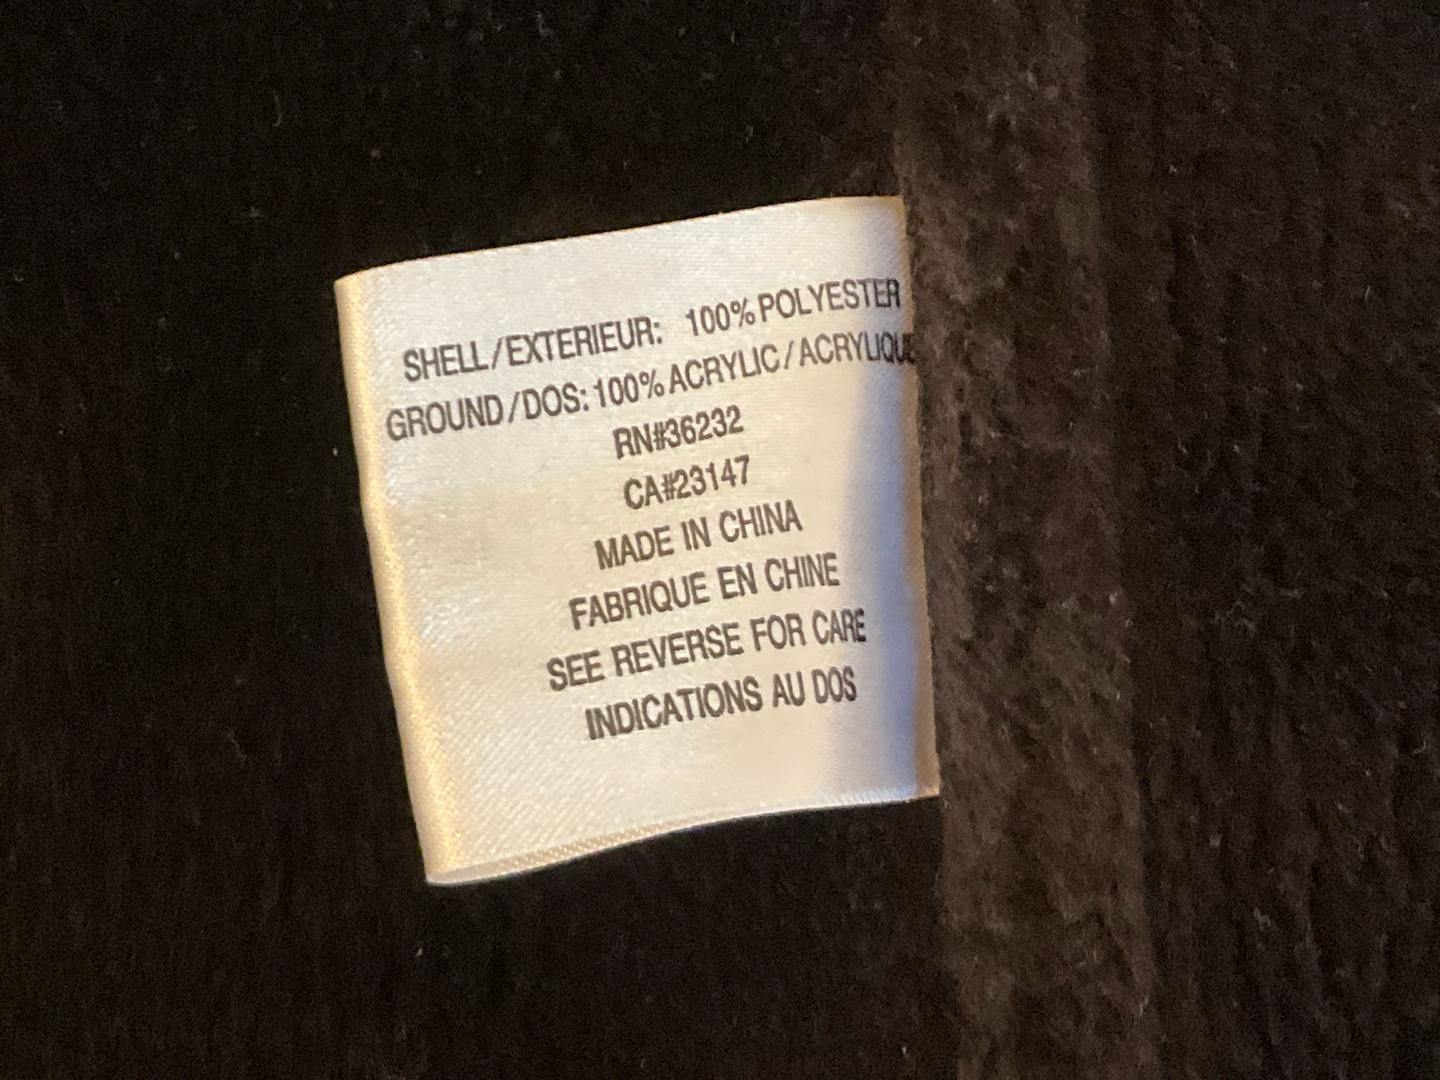 SHELL/EXTERIEUR: 100% POLYESTER
GROUND/DOS: 100% ACRYLIC/ACRYLIQUE
RN#36232
CA#23147
MADE IN CHINA
FABRIQUE EN CHINE
SEE REVERSE FOR CARE
INDICATIONS AU DOS